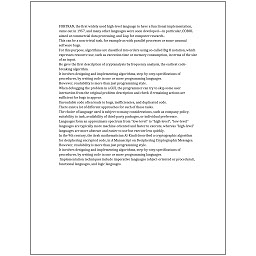 FORTRAN, the first widely used high-level language to have a functional implementation,
came out in 1957, and many other languages were soon developed—in particular, COBOL
aimed at commercial data processing, and Lisp for computer research.
This can be a non-trivial task, for example as with parallel processes or some unusual
software bugs.
For this purpose, algorithms are classified into orders using so-called Big O notation, which
expresses resource use, such as execution time or memory consumption, in terms of the size
of an input.
He gave the first description of cryptanalysis by frequency analysis, the earliest code-
breaking algorithm.
It involves designing and implementing algorithms, step-by-step specifications of
procedures, by writing code in one or more programming languages.
However, readability is more than just programming style.
When debugging the problem in a GUI, the programmer can try to skip some user
interaction from the original problem description and check if remaining actions are
sufficient for bugs to appear.
Unreadable code often leads to bugs, inefficiencies, and duplicated code.
There exist a lot of different approaches for each of those tasks.
The choice of language used is subject to many considerations, such as company policy,
suitability to task, availability of third-party packages, or individual preference.
Languages form an approximate spectrum from "low-level" to "high-level"; "low-level"
languages are typically more machine-oriented and faster to execute, whereas "high-level"
languages are more abstract and easier to use but execute less quickly.
In the 9th century, the Arab mathematician Al-Kindi described a cryptographic algorithm
for deciphering encrypted code, in A Manuscript on Deciphering Cryptographic Messages.
However, readability is more than just programming style.
It involves designing and implementing algorithms, step-by-step specifications of
procedures, by writing code in one or more programming languages.
Implementation techniques include imperative languages (object-oriented or procedural),
functional languages, and logic languages.